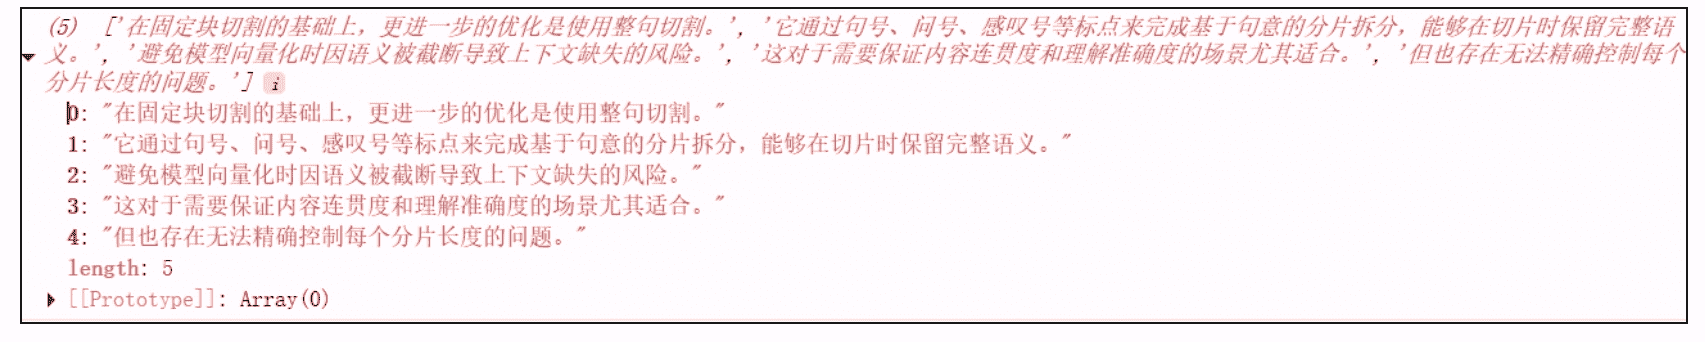 (5) ['在固定块切割的基础上，更进一步的优化是使用整句切割。', '它通过句号、问号、感叹号等标点来完成基于句意的分片拆分，能够在切片时保留完整语
义。', '避免模型向量化时因语义被截断导致上下文缺失的风险。', '这对于需要保证内容连贯度和理解准确度的场景尤其适合。', '但也存在无法精确控制每个
分片长度的问题。'] i
0: "在固定块切割的基础上，更进一步的优化是使用整句切割。"
1: "它通过句号、问号、感叹号等标点来完成基于句意的分片拆分，能够在切片时保留完整语义。"
2: "避免模型向量化时因语义被截断导致上下文缺失的风险。"
3: "这对于需要保证内容连贯度和理解准确度的场景尤其适合。"
4: "但也存在无法精确控制每个分片长度的问题。"
length: 5
[[Prototype]]: Array(0)